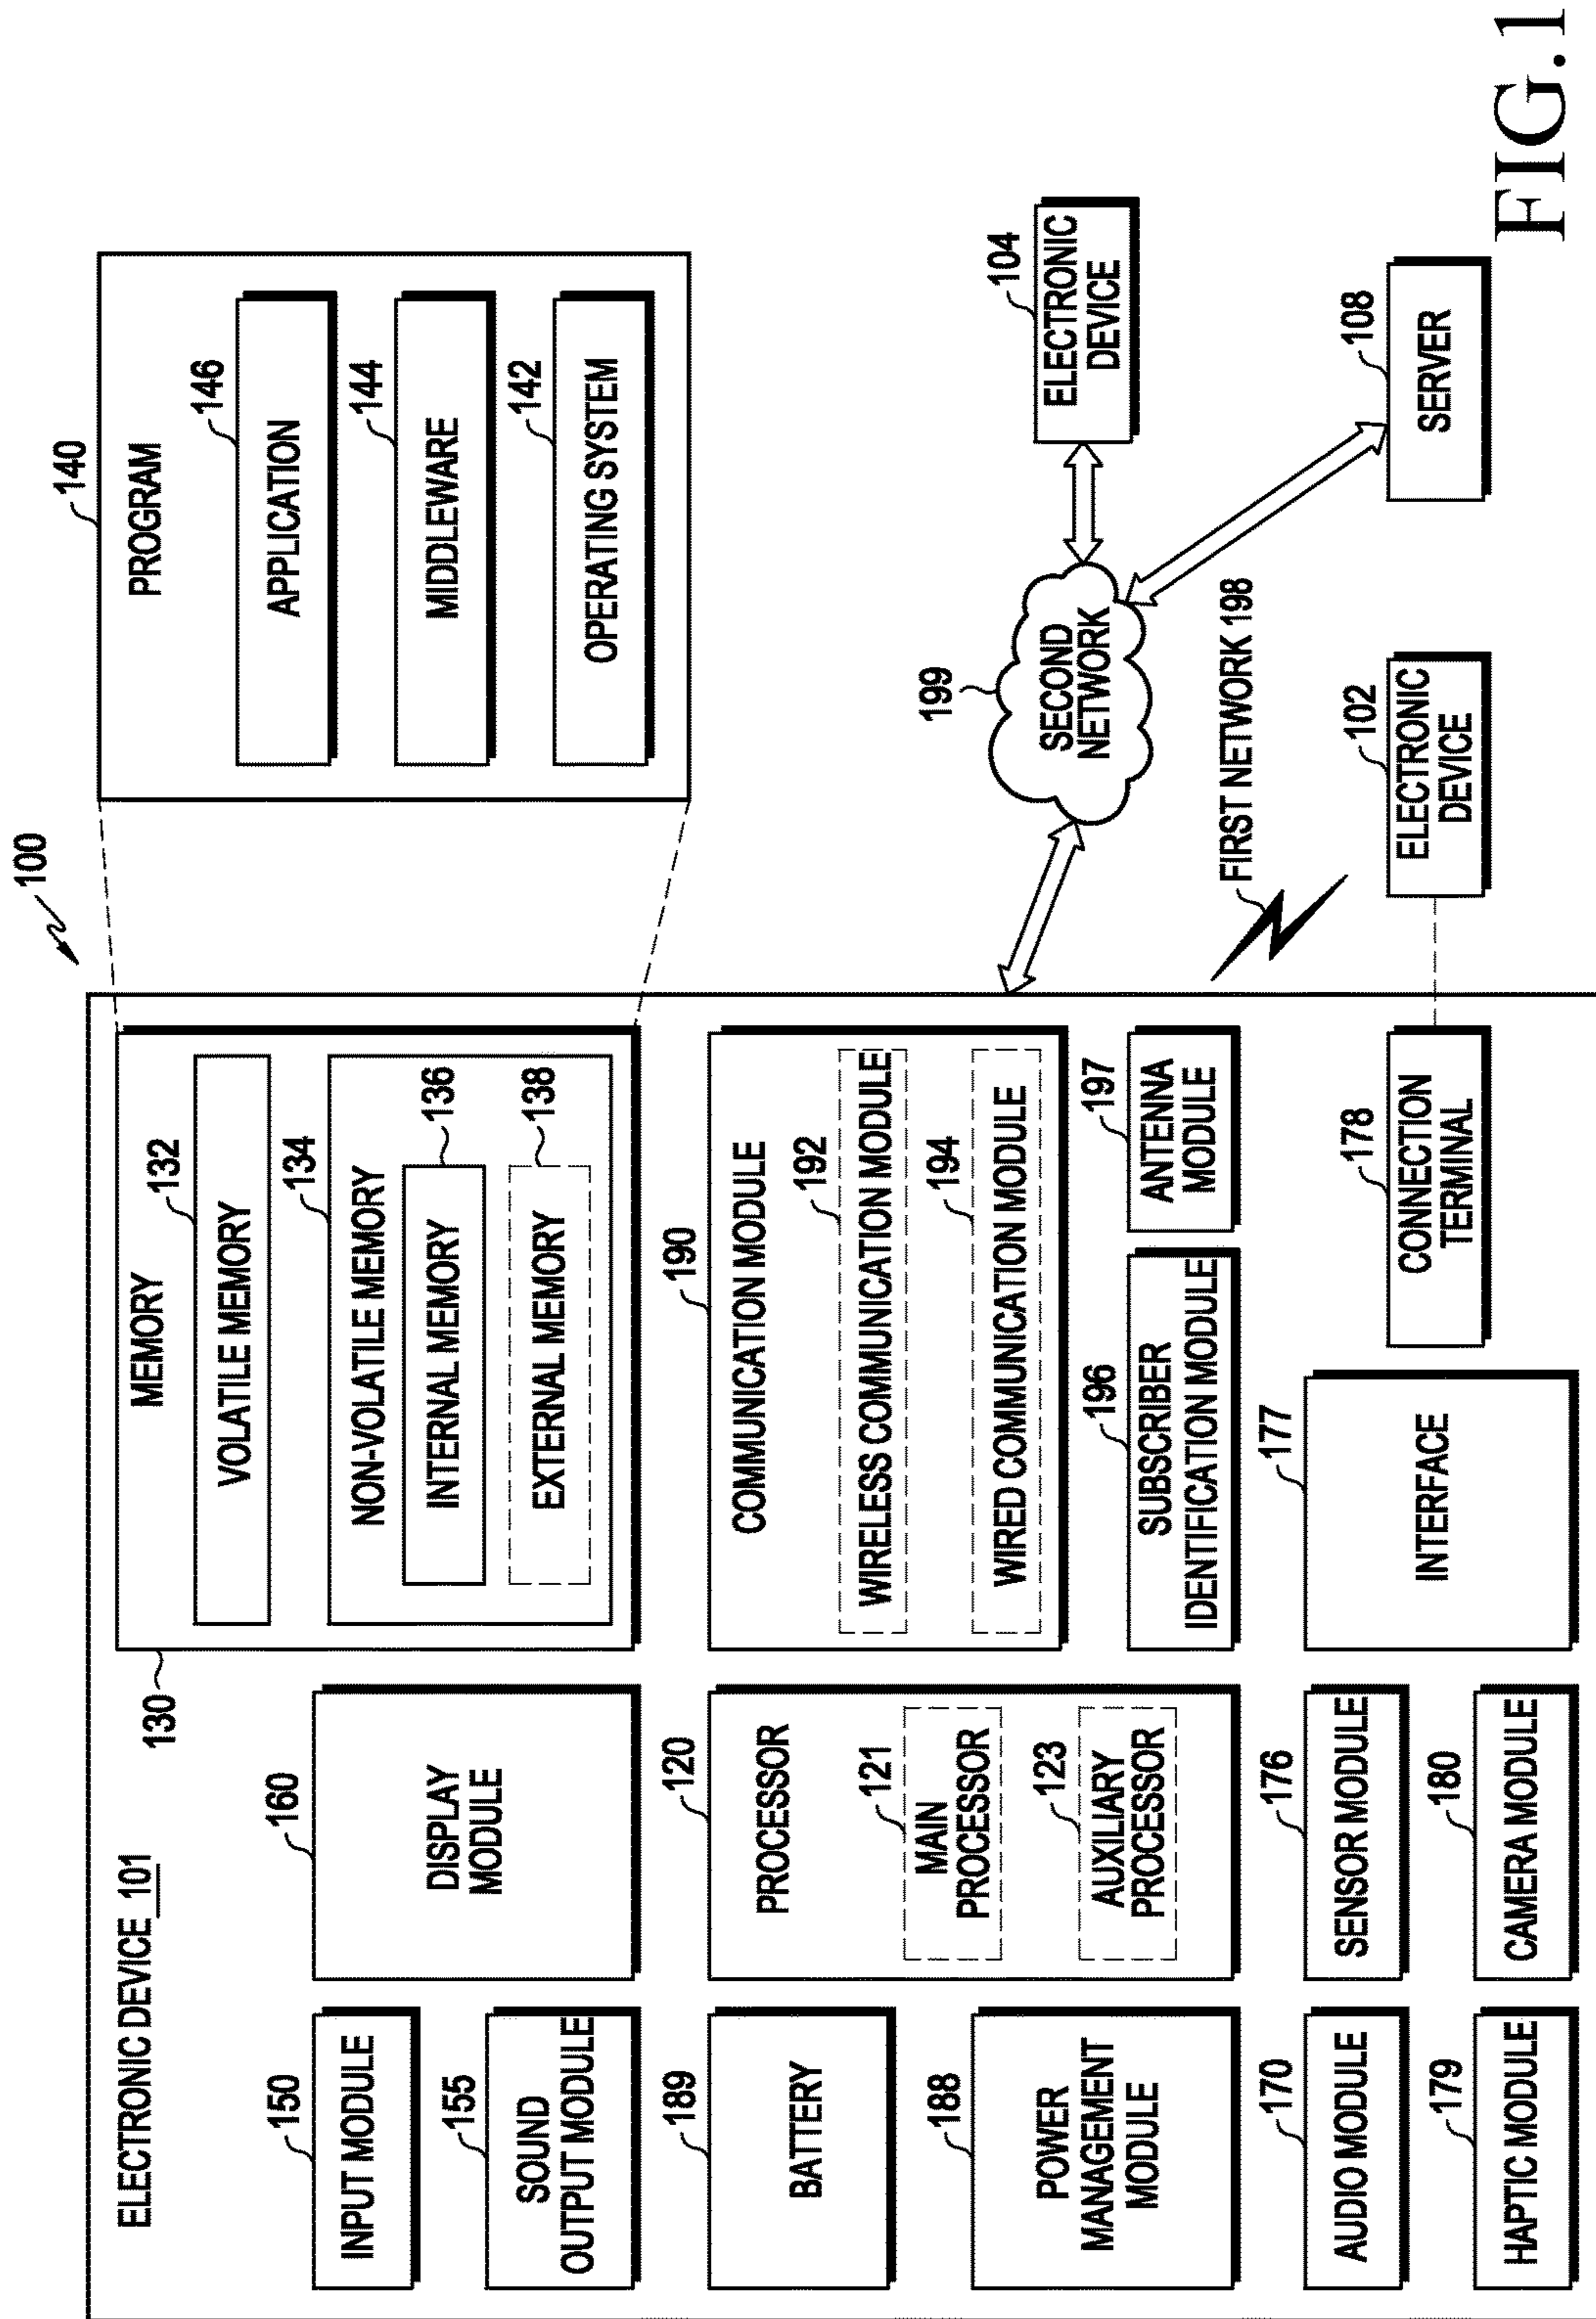 100
ELECTRONIC DEVICE 101
130
MEMORY
132
VOLATILE MEMORY
134
NON-VOLATILE MEMORY
136
INTERNAL MEMORY
138
EXTERNAL MEMORY
140
PROGRAM
146
APPLICATION
144
MIDDLEWARE
142
OPERATING SYSTEM
150
INPUT MODULE
155
SOUND
OUTPUT MODULE
160
DISPLAY
MODULE
189
BATTERY
188
POWER
MANAGEMENT
MODULE
120
PROCESSOR
121
MAIN
PROCESSOR
123
AUXILIARY
PROCESSOR
190
COMMUNICATION MODULE
192
WIRELESS COMMUNICATION MODULE
194
WIRED COMMUNICATION MODULE
196
SUBSCRIBER
IDENTIFICATION MODULE
197
ANTENNA
MODULE
199
SECOND
NETWORK
104
ELECTRONIC
DEVICE
FIRST NETWORK 198
108
SERVER
102
ELECTRONIC
DEVICE
170
AUDIO MODULE
176
SENSOR MODULE
177
INTERFACE
178
CONNECTION
TERMINAL
179
HAPTIC MODULE
180
CAMERA MODULE
FIG.1